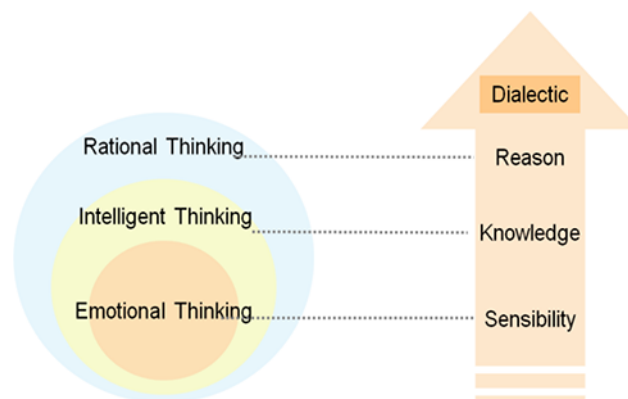 Dialectic
Rational Thinking
Reason
Intelligent Thinking
Knowledge
Emotional Thinking
Sensibility